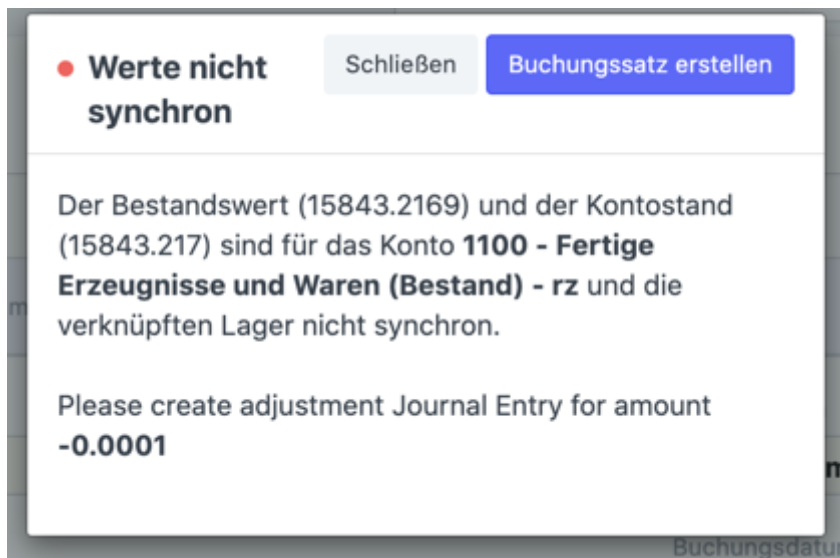 Werte nicht
synchron
Schließen
Buchungssatz erstellen
Der Bestandswert (15843.2169) und der Kontostand
(15843.217) sind für das Konto 1100 - Fertige
Erzeugnisse und Waren (Bestand) - rz und die
verknüpften Lager nicht synchron.
Please create adjustment Journal Entry for amount
-0.0001